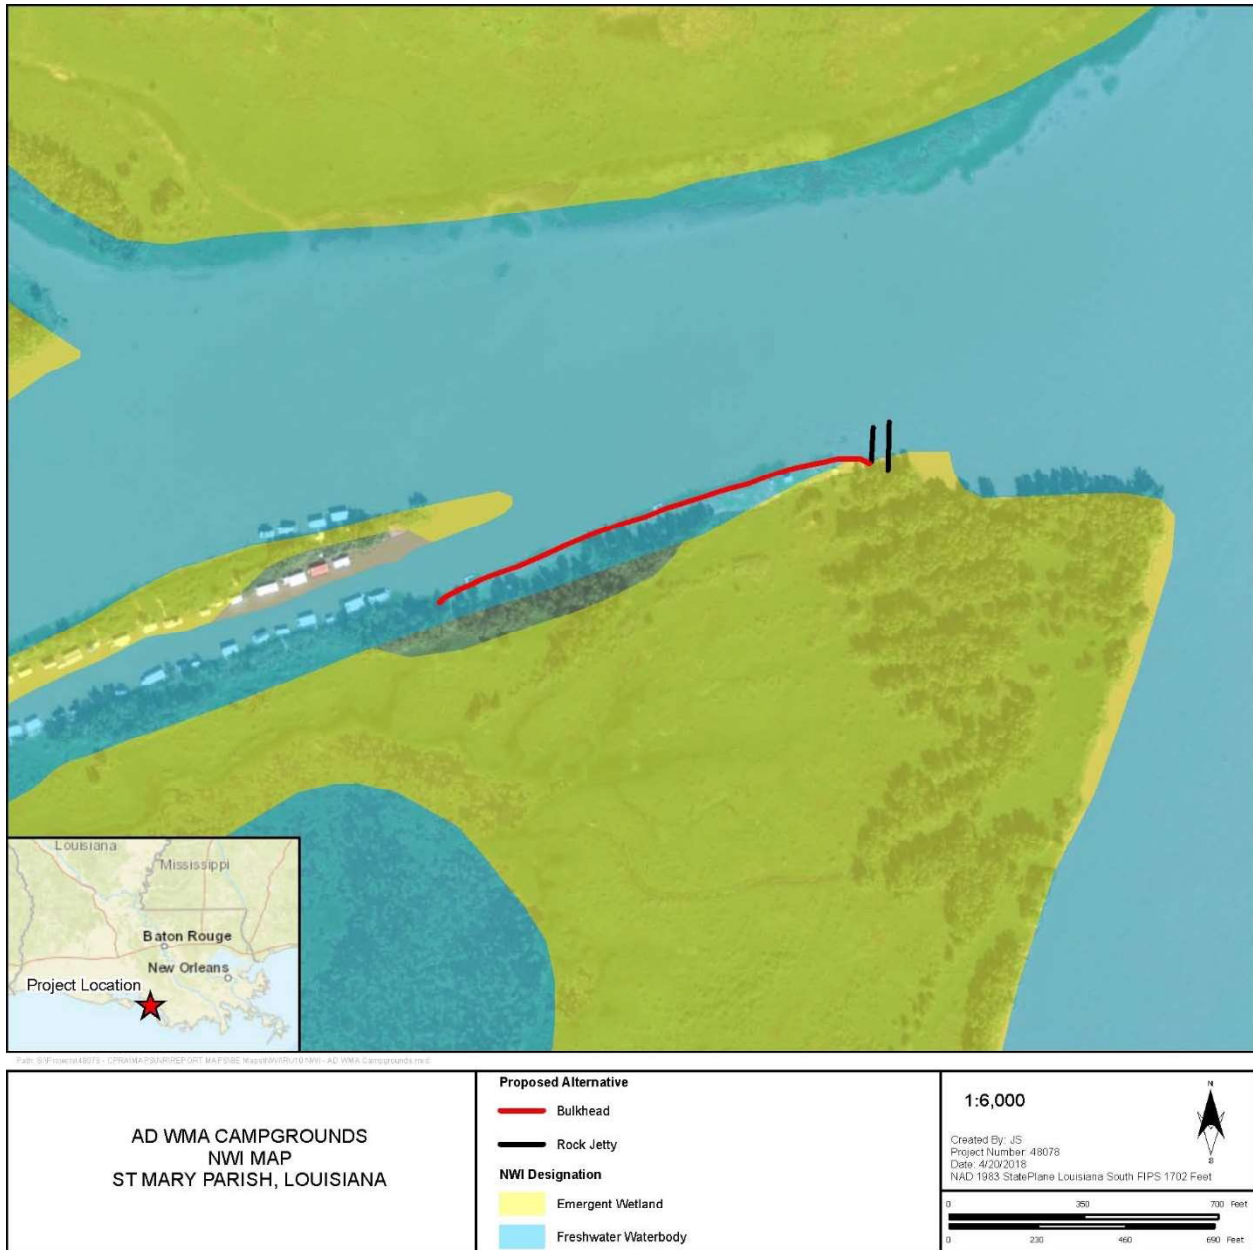 Louisiana
Mississippi
Baton Rouge
New Orleans
Project Location
AD WMA CAMPGROUNDS
NWI MAP
ST MARY PARISH, LOUISIANA
Proposed Alternative
Bulkhead
Rock Jetty
NWI Designation
Emergent Wetland
Freshwater Waterbody
1:6,000
N
S
Created By: JS
Project Number: 48078
Date: 4/20/2018
NAD 1983 StatePlane Louisiana South FIPS 1702 Feet
0 350 700 Feet
0 230 460 690 Feet